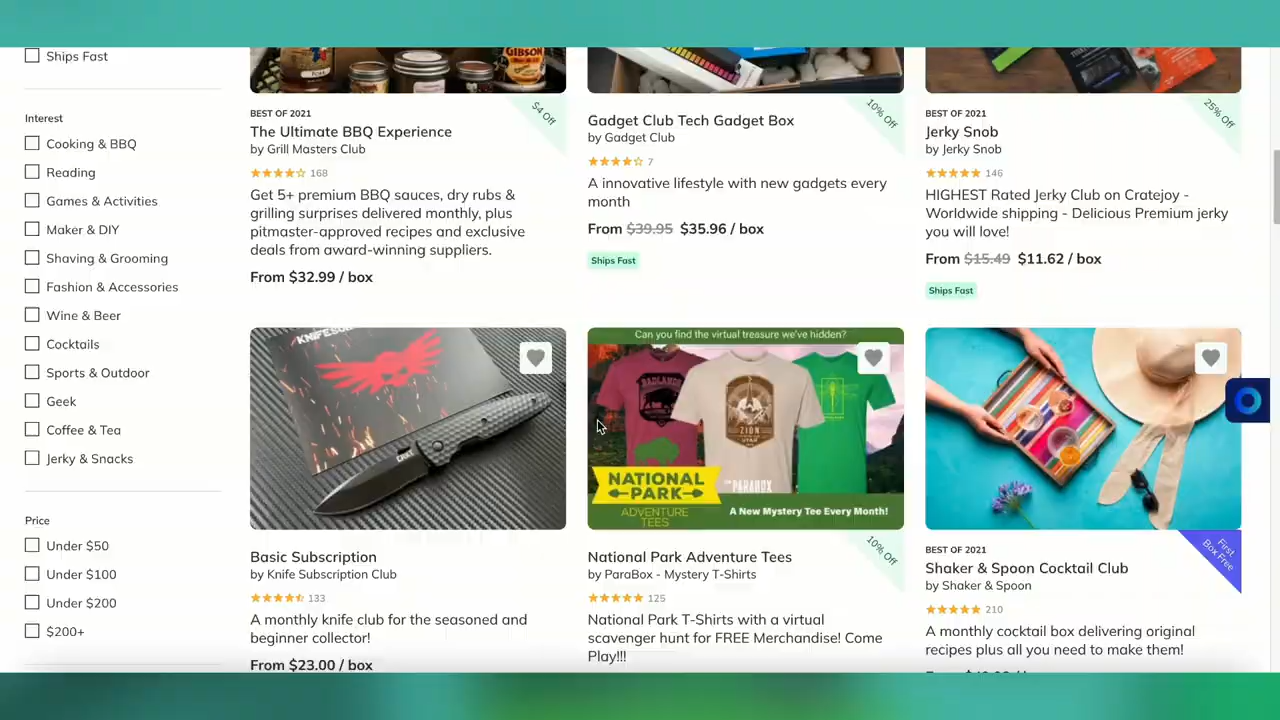 Ships Fast
Interest
Cooking & BBQ
Reading
Games & Activities
Maker & DIY
Shaving & Grooming
Fashion & Accessories
Wine & Beer
Cocktails
Sports & Outdoor
Geek
Coffee & Tea
Jerky & Snacks
Price
Under $50
Under $100
Under $200
$200+
GIBSON
$4 Off
BEST OF 2021
The Ultimate BBQ Experience
by Grill Masters Club
168
Get 5+ premium BBQ sauces, dry rubs &
grilling surprises delivered monthly, plus
pitmaster-approved recipes and exclusive
deals from award-winning suppliers.
From $32.99 / box
10% Off
Gadget Club Tech Gadget Box
by Gadget Club
7
A innovative lifestyle with new gadgets every
month
From $39.95 $35.96 / box
Ships Fast
25% Off
BEST OF 2021
Jerky Snob
by Jerky Snob
146
HIGHEST Rated Jerky Club on Cratejoy -
Worldwide shipping - Delicious Premium jerky
you will love!
From $15.49 $11.62 / box
Ships Fast
CRKT
Basic Subscription
by Knife Subscription Club
133
A monthly knife club for the seasoned and
beginner collector!
From $23.00 / box
Can you find the virtual treasure we've hidden?
BADLANDS
ZION
UTAH
NATIONAL
PARK
ADVENTURE
TEES
PARABOX
A New Mystery Tee Every Month!
10% Off
National Park Adventure Tees
by ParaBox - Mystery T-Shirts
125
National Park T-Shirts with a virtual
scavenger hunt for FREE Merchandise! Come
Play!!!
First
Box Free
BEST OF 2021
Shaker & Spoon Cocktail Club
by Shaker & Spoon
210
A monthly cocktail box delivering original
recipes plus all you need to make them!